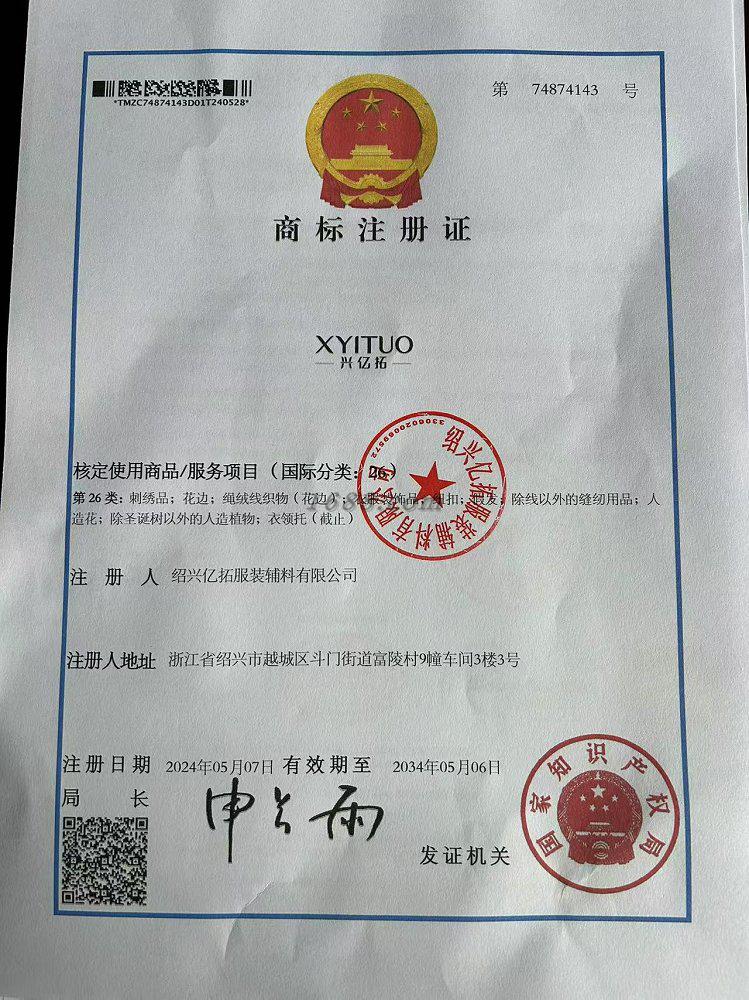 *TMZC74874143D01T240528*
第 74874143 号
商标注册证
XYITUO
兴亿拓
核定使用商品/服务项目（国际分类：26）
第 26 类：刺绣品；花边；绳绒线织物（花边）；衣服装饰品；纽扣；假发；除线以外的缝纫用品；人
造花；除圣诞树以外的人造植物；衣领托（截止）
绍兴亿拓服装辅料有限公司
注册人 绍兴亿拓服装辅料有限公司
注册人地址 浙江省绍兴市越城区斗门街道富陵村9幢车间3楼3号
注册日期 2024年05月07日 有效期至 2034年05月06日
局长
发证机关
国家知识产权局